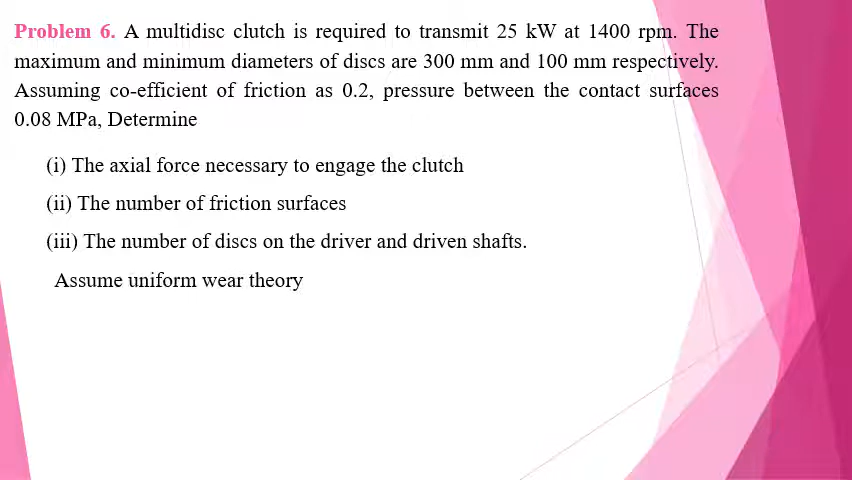 Problem 6. A multidisc clutch is required to transmit 25 kW at 1400 rpm. The
maximum and minimum diameters of discs are 300 mm and 100 mm respectively.
Assuming co-efficient of friction as 0.2, pressure between the contact surfaces
0.08 MPa, Determine
(i) The axial force necessary to engage the clutch
(ii) The number of friction surfaces
(iii) The number of discs on the driver and driven shafts.
Assume uniform wear theory